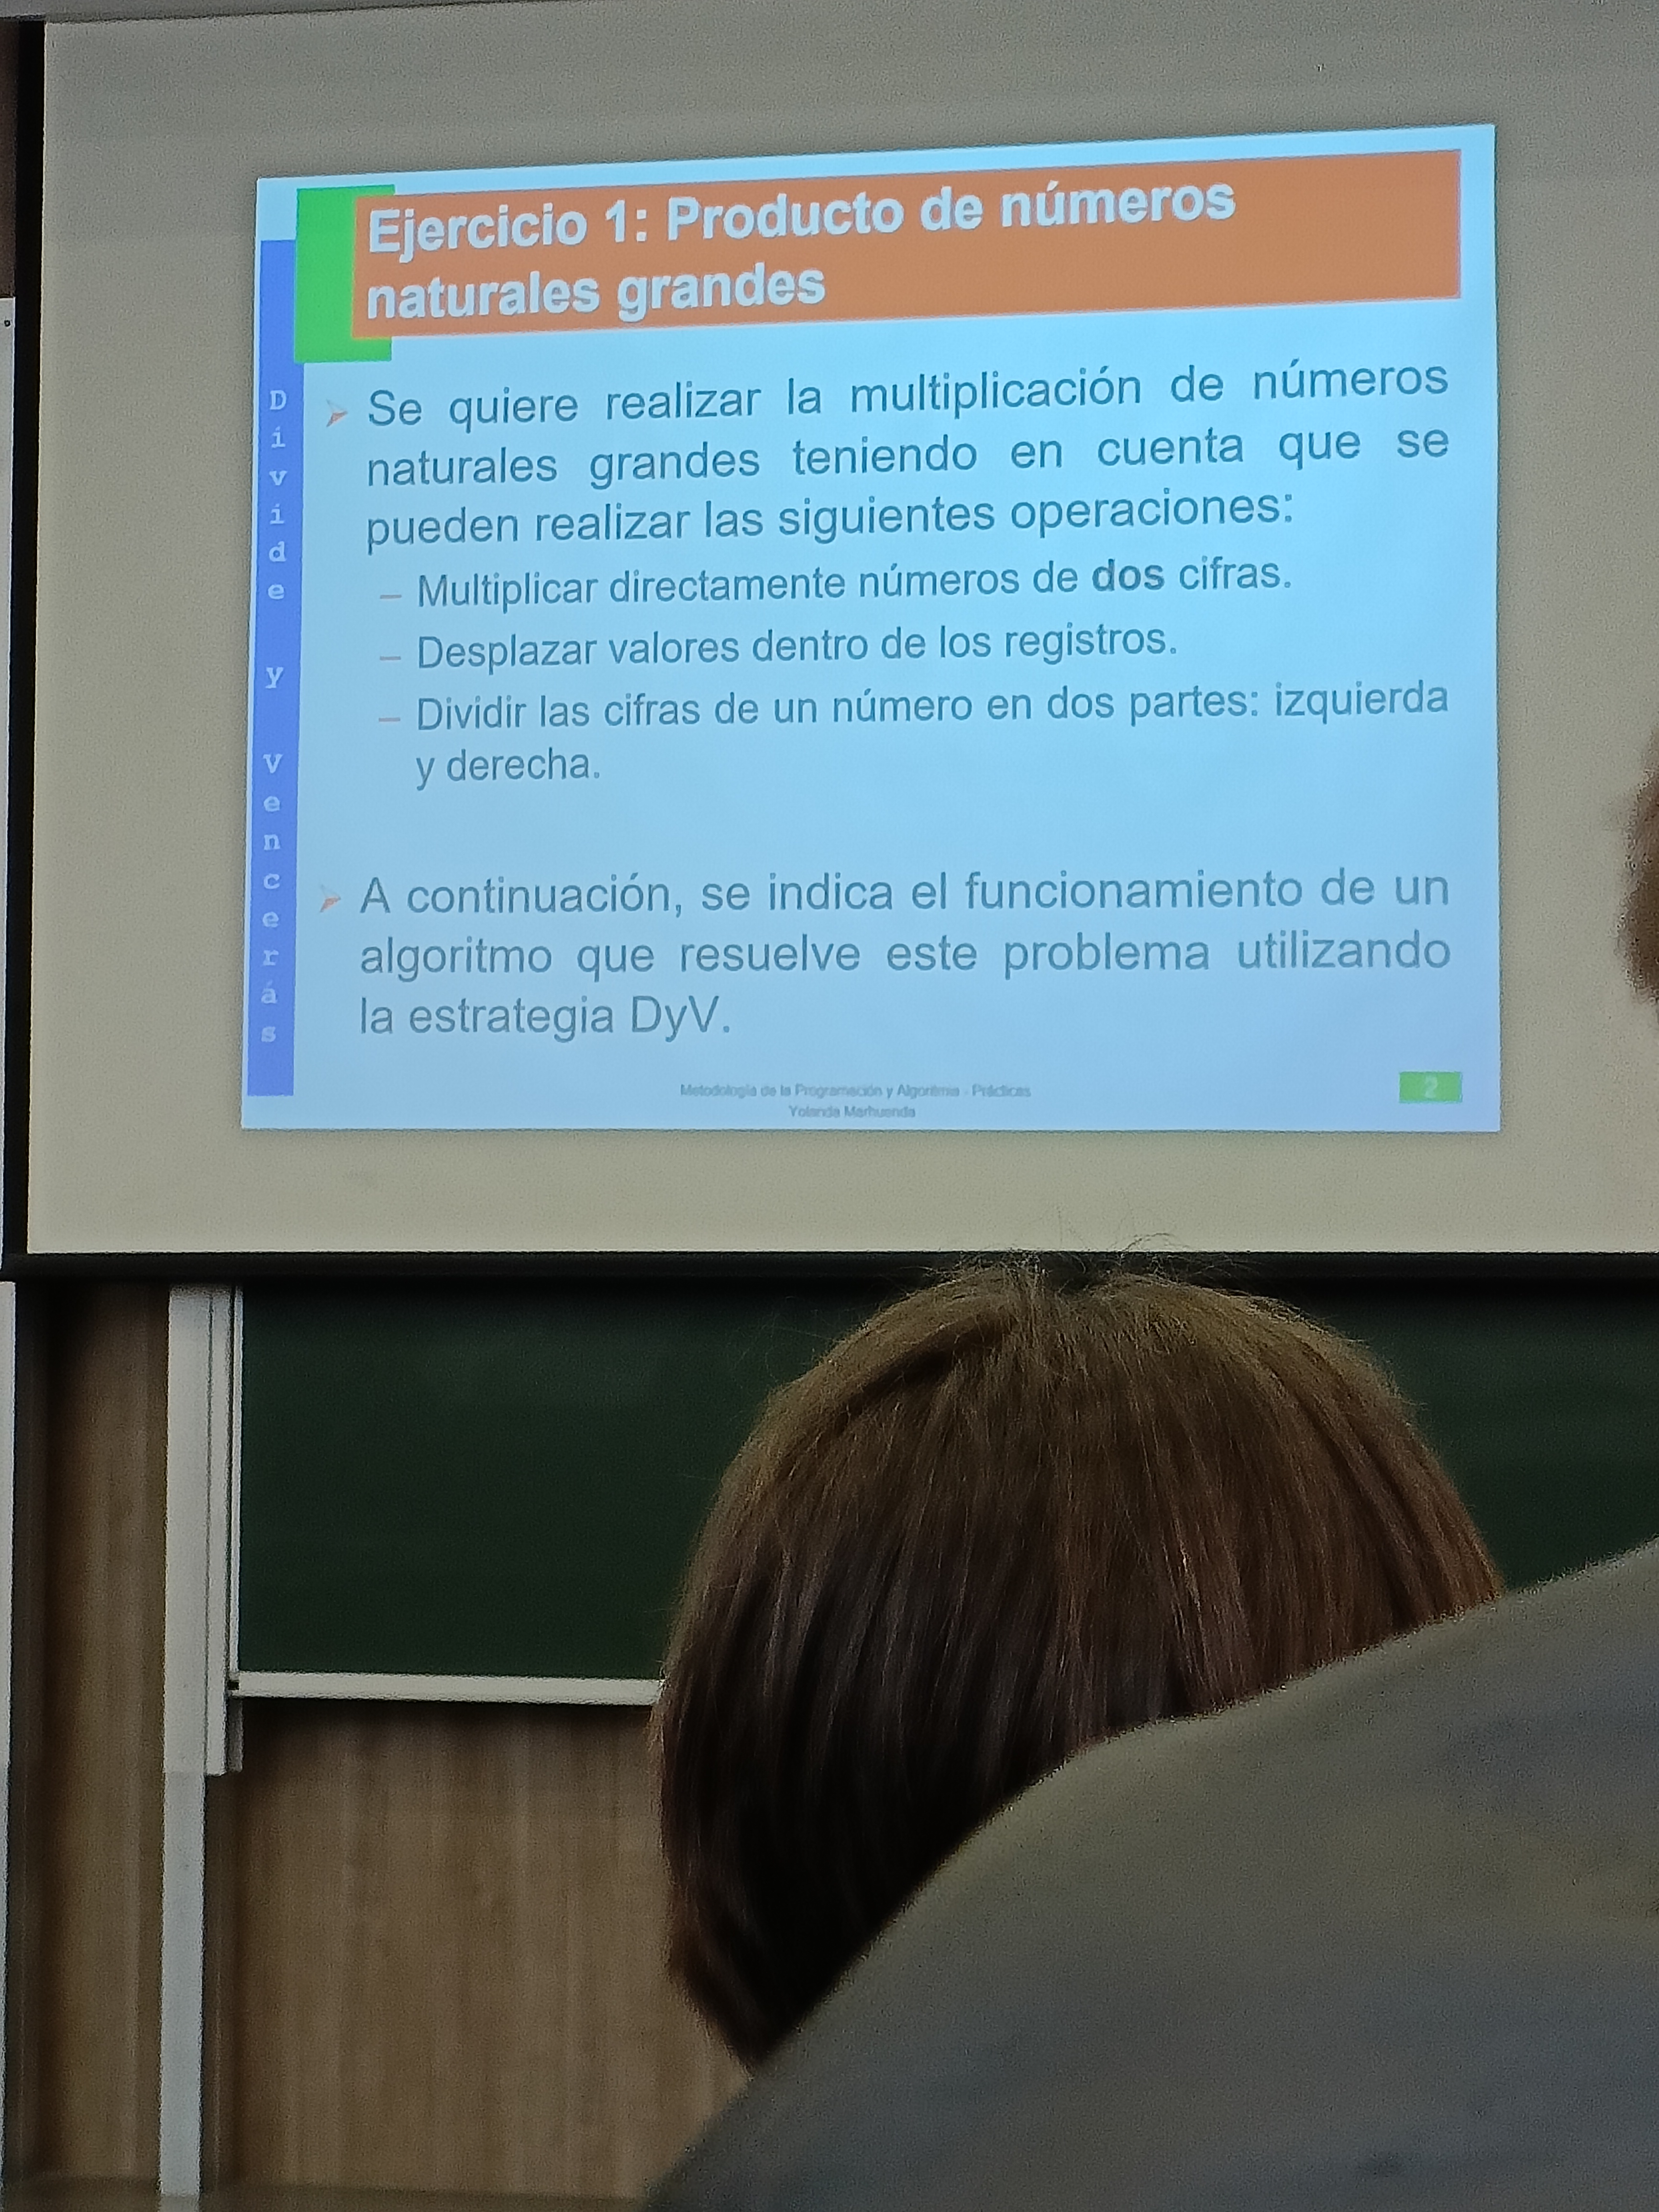 Ejercicio 1: Producto de números
naturales grandes
Divide y vencerás
➢ Se quiere realizar la multiplicación de números
naturales grandes teniendo en cuenta que se
pueden realizar las siguientes operaciones:
– Multiplicar directamente números de dos cifras.
– Desplazar valores dentro de los registros.
– Dividir las cifras de un número en dos partes: izquierda
y derecha.
➢ A continuación, se indica el funcionamiento de un
algoritmo que resuelve este problema utilizando
la estrategia DyV.
Metodología de la Programación y Algoritmia - Prácticas
Yolanda Marhuenda
2